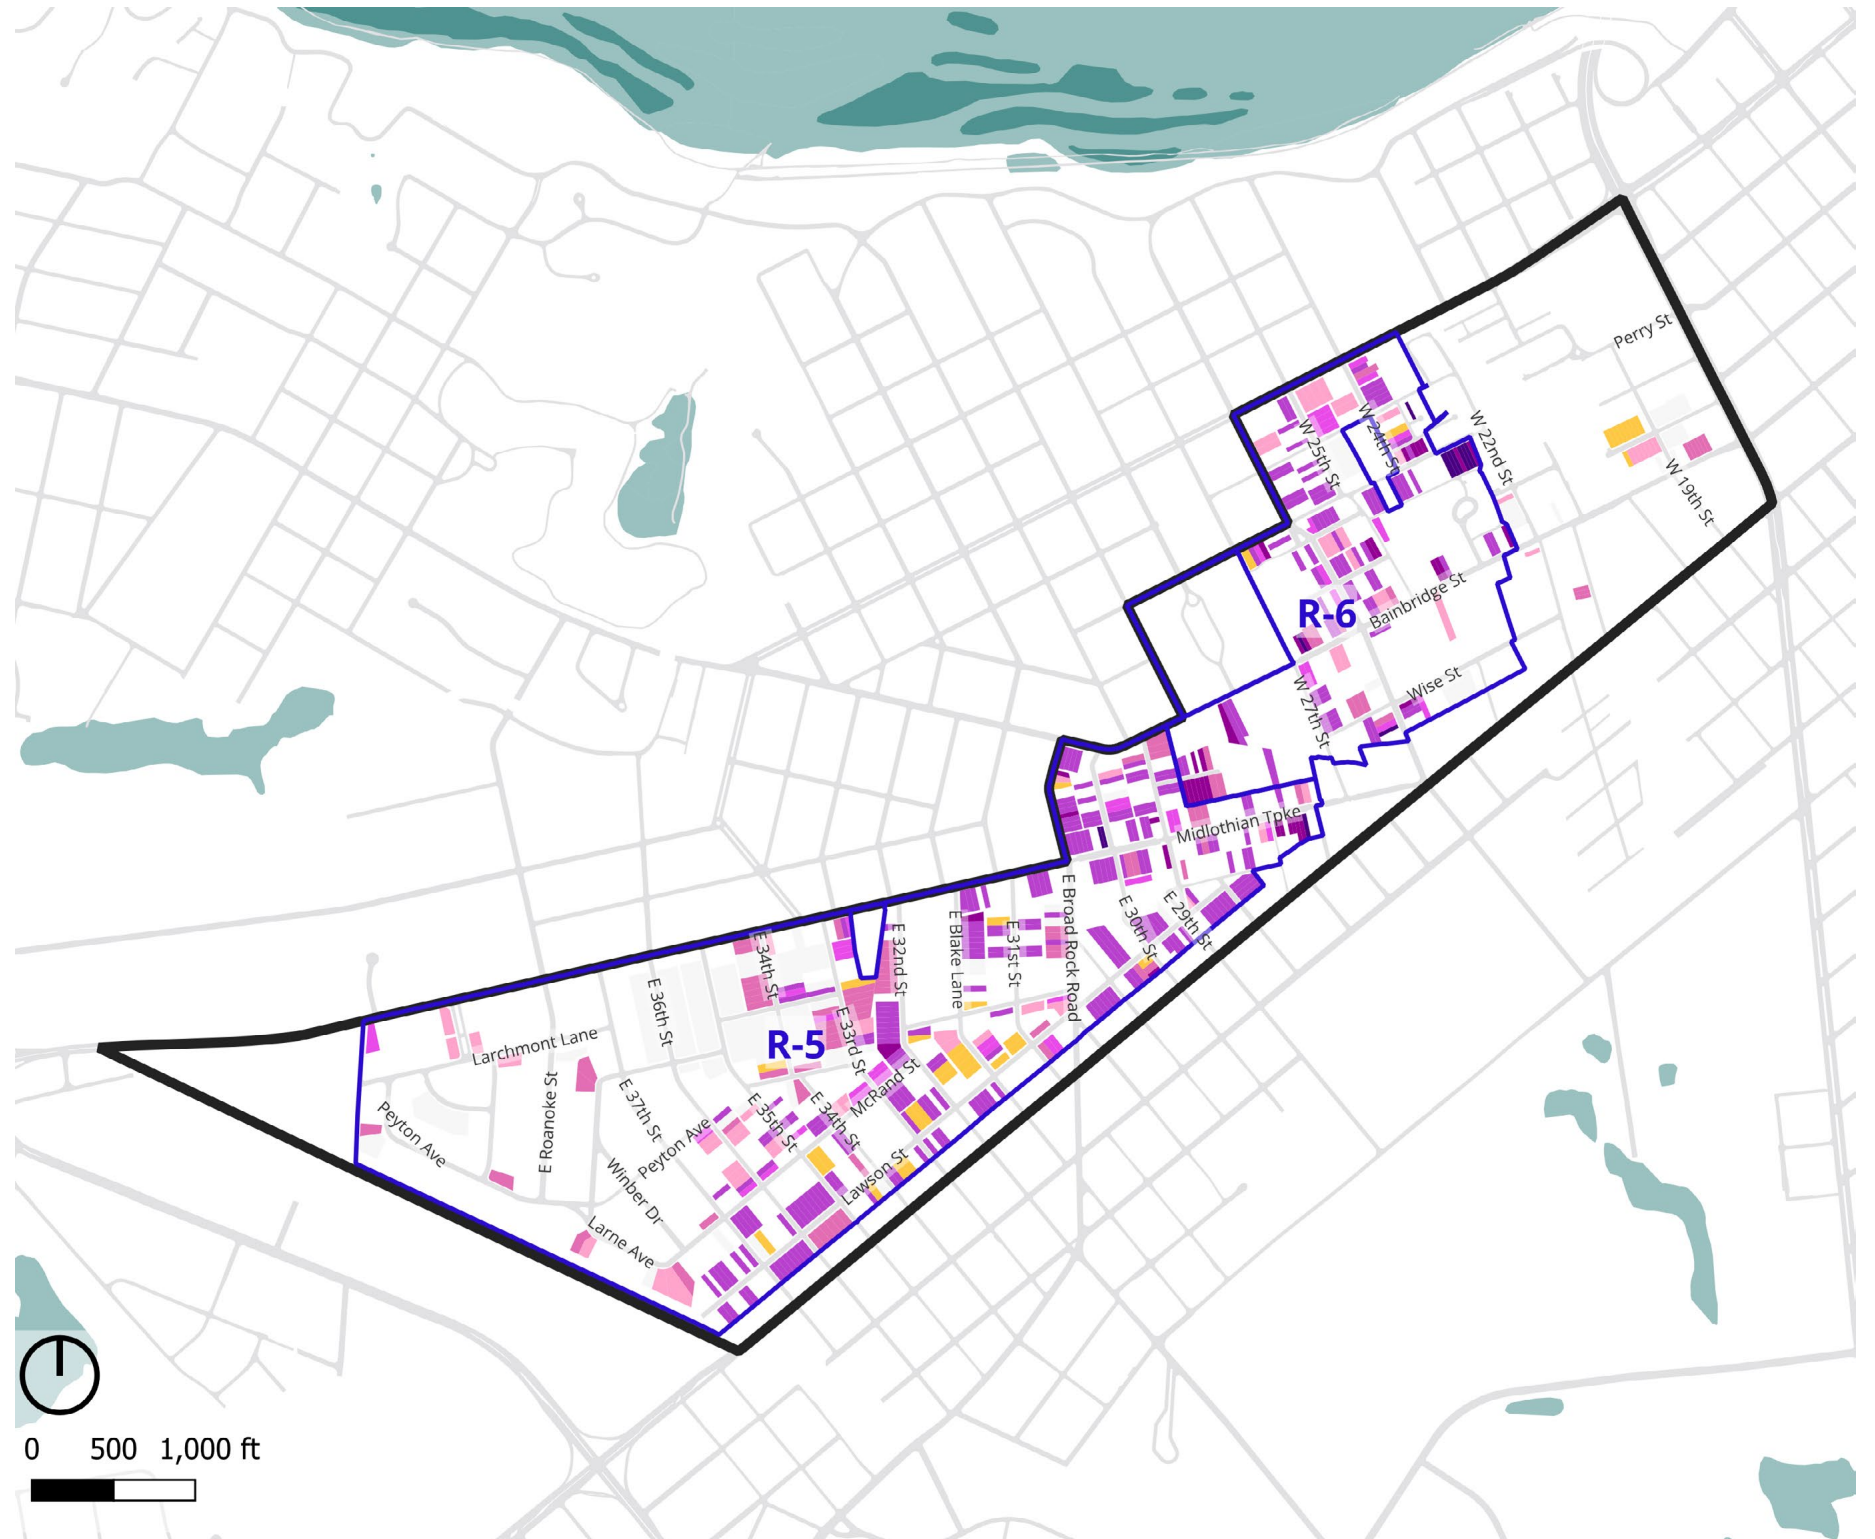 Perry St
W 22nd St
W 24th St
W 25th St
W 19th St
R-6
Bainbridge St
Wise St
W 27th St
Midlothian Tpke
E Broad Rock Road
E 29th St
E 30th St
E 31st St
E Blake Lane
E 32nd St
E 34th St
E 36th St
E 33rd St
R-5
Larchmont Lane
McRand St
E Roanoke St
E 37th St
E 35th St
E 34th St
Peyton Ave
Peyton Ave
Winber Dr
Lawson St
Larne Ave
0 500 1,000 ft